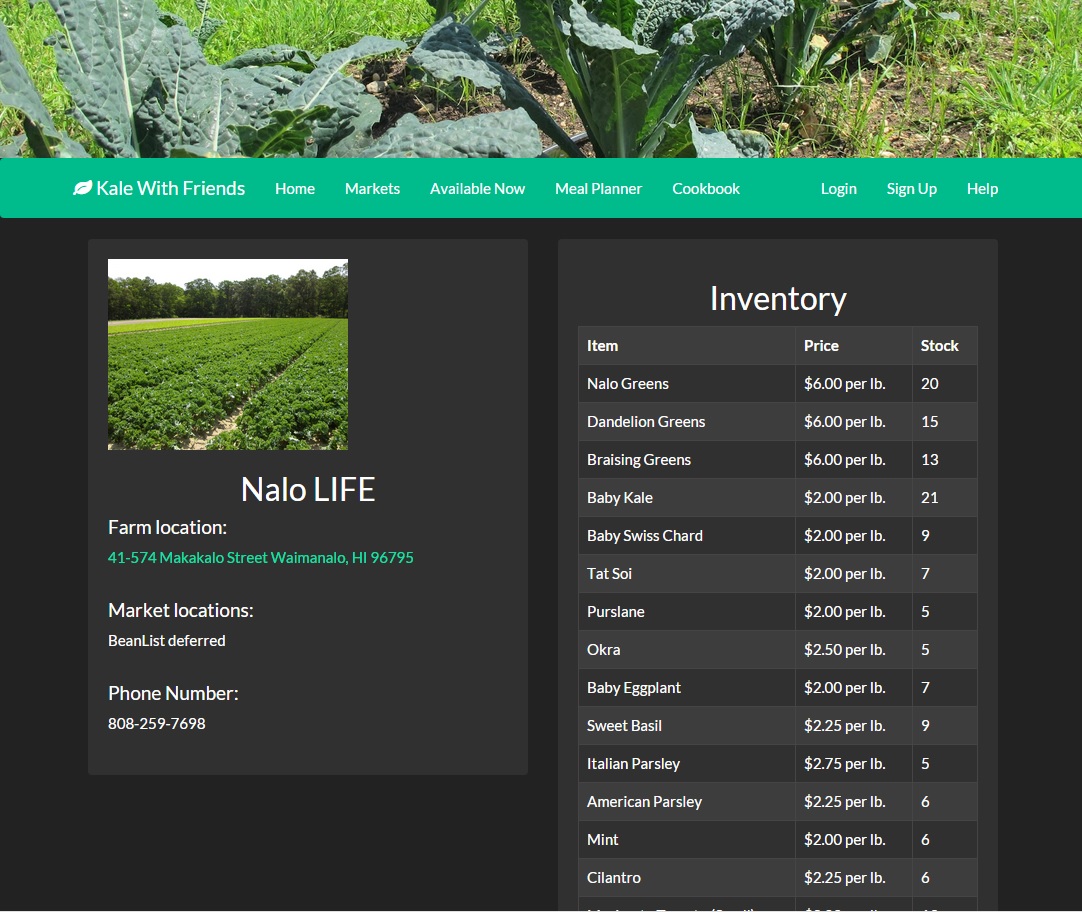 Kale With Friends Home Markets Available Now Meal Planner Cookbook Login Sign Up Help
Nalo LIFE
Farm location:
41-574 Makakalo Street Waimanalo, HI 96795
Market locations:
BeanList deferred
Phone Number:
808-259-7698
Inventory
Item Price Stock
Nalo Greens $6.00 per lb. 20
Dandelion Greens $6.00 per lb. 15
Braising Greens $6.00 per lb. 13
Baby Kale $2.00 per lb. 21
Baby Swiss Chard $2.00 per lb. 9
Tat Soi $2.00 per lb. 7
Purslane $2.00 per lb. 5
Okra $2.50 per lb. 5
Baby Eggplant $2.00 per lb. 7
Sweet Basil $2.25 per lb. 9
Italian Parsley $2.75 per lb. 5
American Parsley $2.25 per lb. 6
Mint $2.00 per lb. 6
Cilantro $2.25 per lb. 6